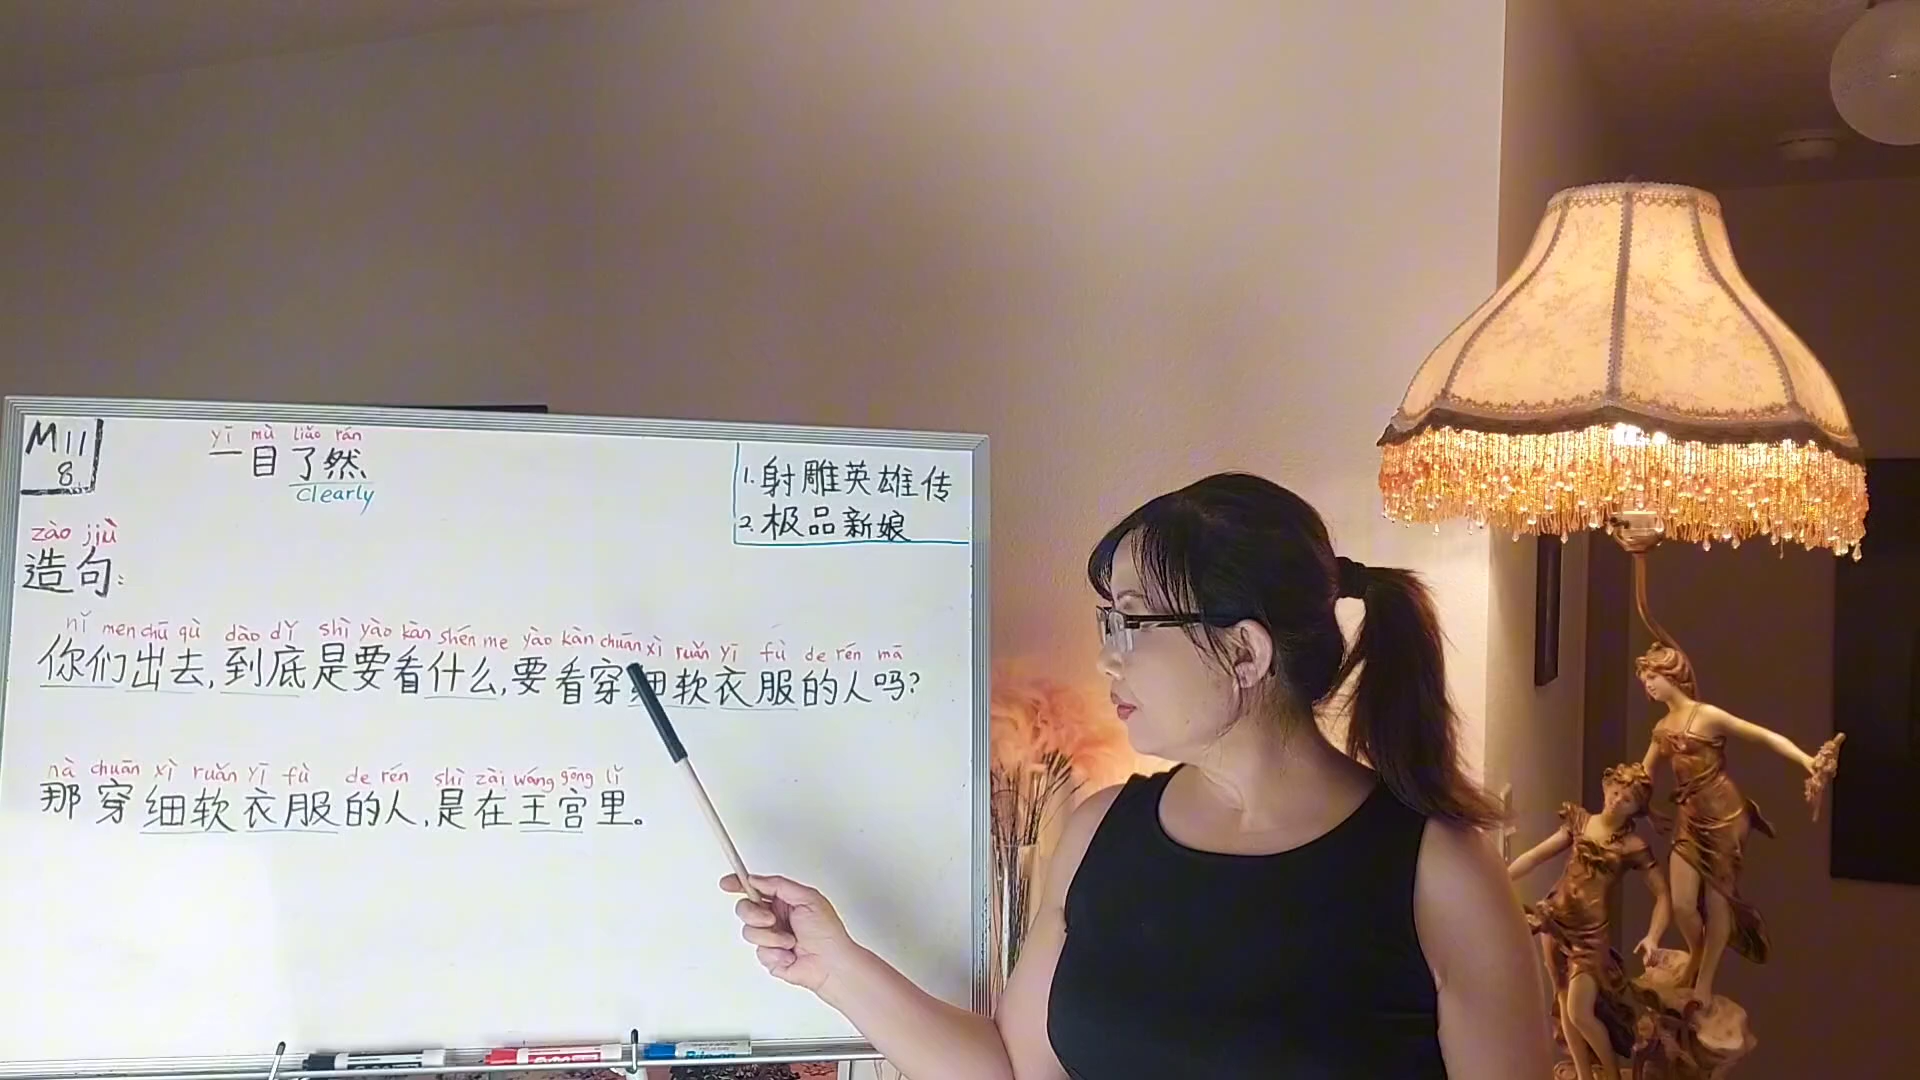 M11
8
yī mù liǎo rán
一目了然
clearly
1.射雕英雄传
2.极品新娘
zào jjù
造句:
nǐ men chū qù dào dǐ shì yào kàn shén me yào kàn chuān xì ruǎn yī fù de rén mā
你们出去,到底是要看什么,要看穿细软衣服的人吗?
nà chuān xì ruǎn yī fù de rén shì zài wáng gōng lǐ
那穿细软衣服的人,是在王宫里。